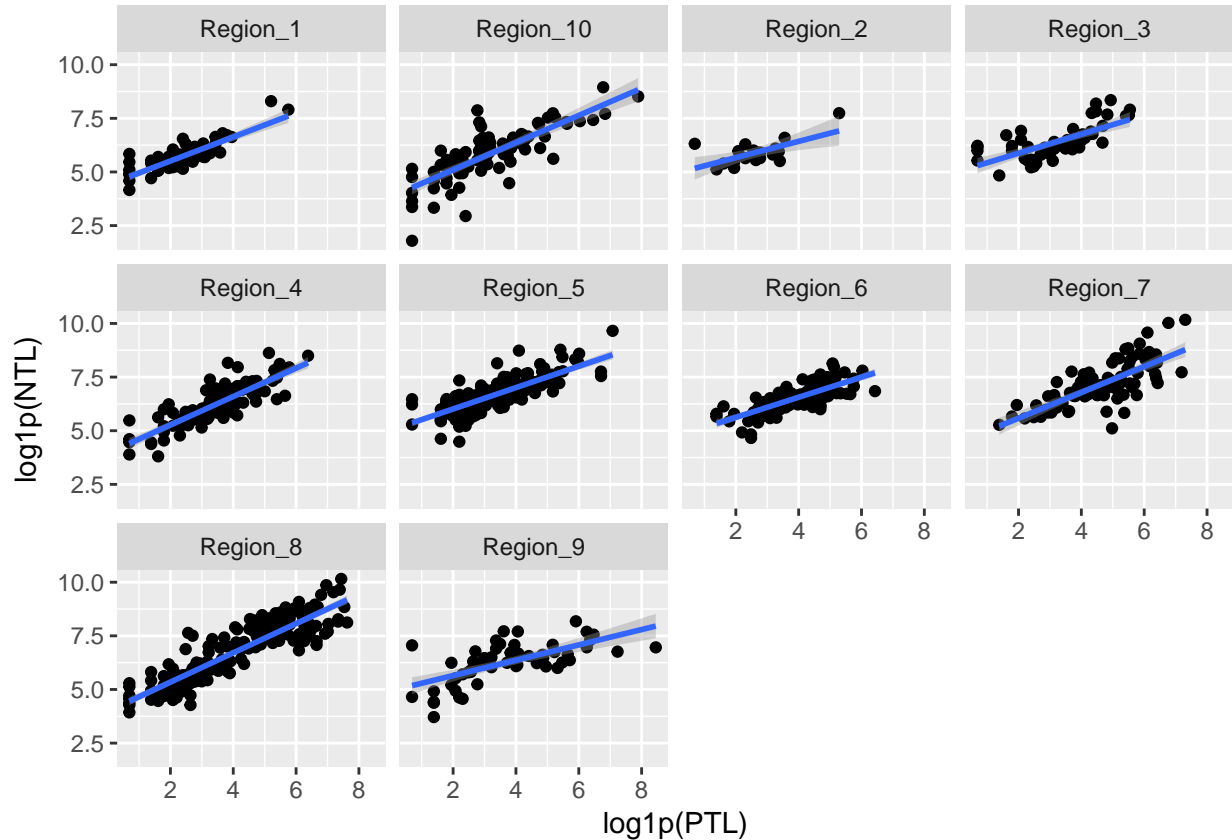 Region_1 Region_10 Region_2 Region_3
10.0
7.5
5.0
2.5
Region_4 Region_5 Region_6 Region_7
10.0
7.5
5.0
2.5
2 4 6 8 2 4 6 8
Region_8 Region_9
10.0
7.5
5.0
2.5
2 4 6 8 2 4 6 8
log1p(NTL)
log1p(PTL)